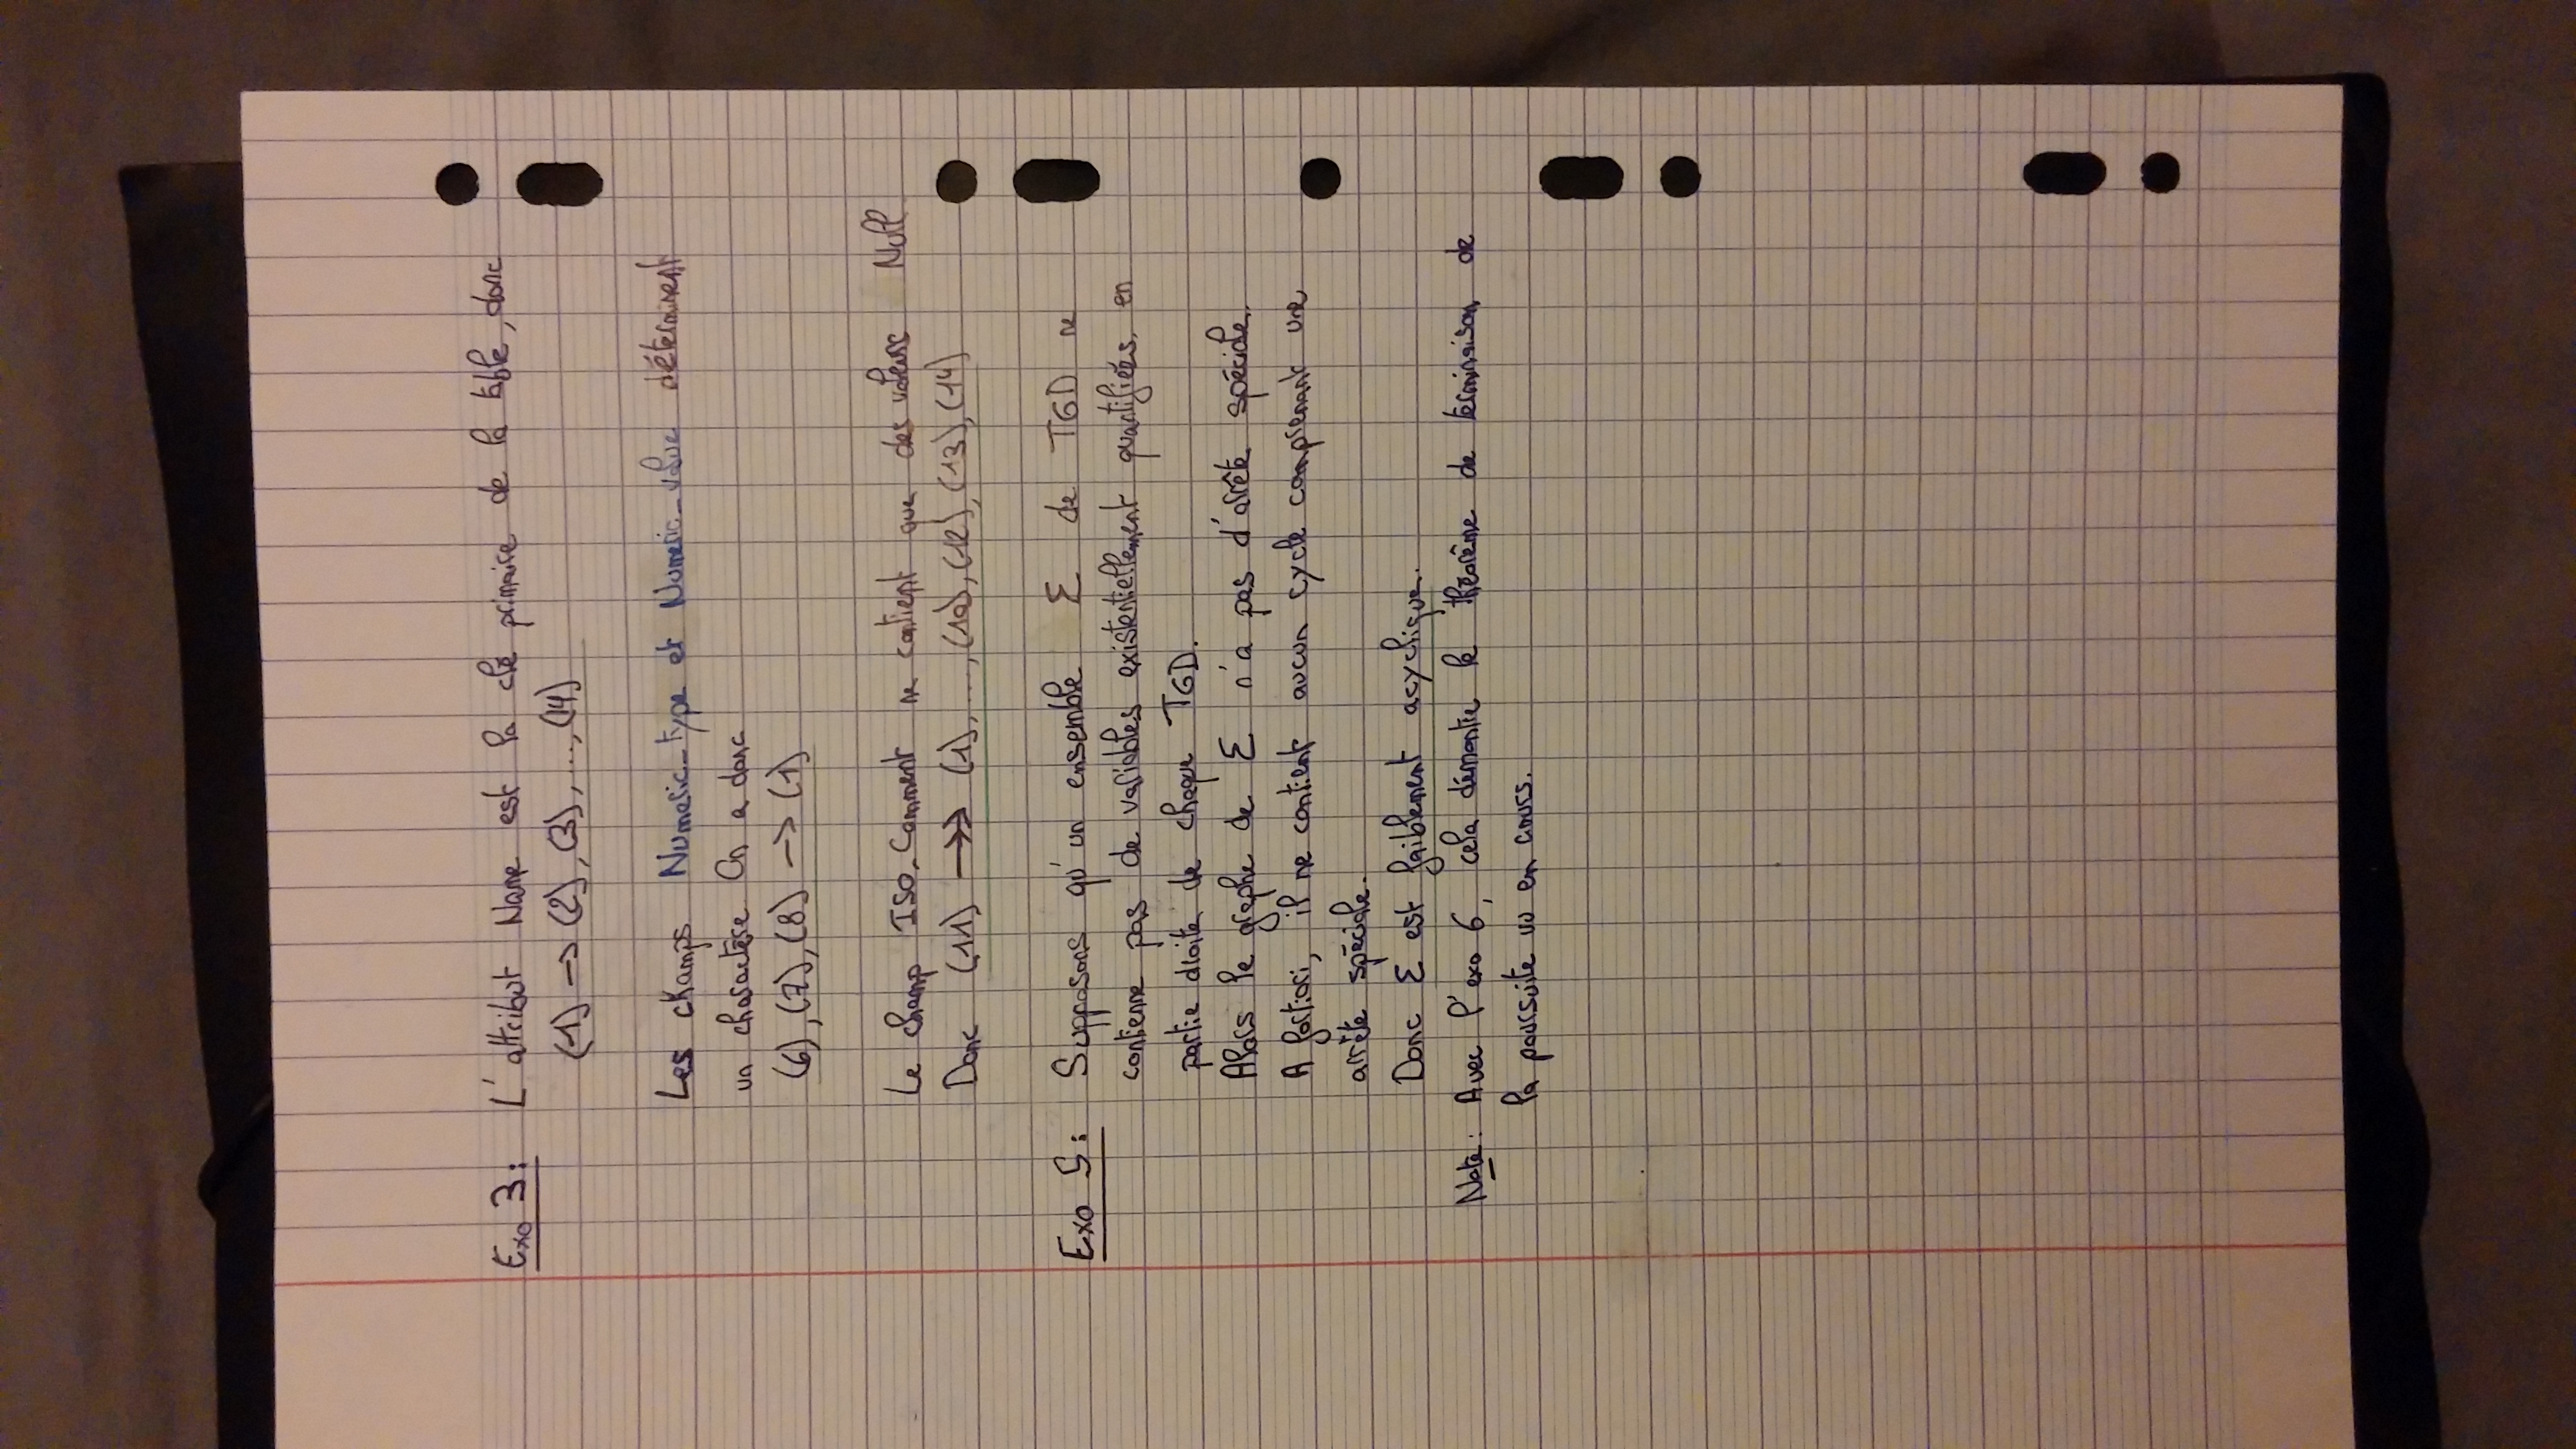 Exo 3: L'attribut Name est la clé primaire de la table, donc
(1) → (2), (3), ..., (14)
Les champs Numeric_type et Numeric_value déterminent
un charactère. On a donc
(6), (7), (8) → (1)
Le champ ISO_Comment ne contient que des valeurs Null
Donc (11) ↠ (1), ..., (10), (12), (13), (14)
Exo 5: Supposons qu'un ensemble Σ de TGD ne
contienne pas de variables existentiellement quantifiées en
partie droite de chaque TGD.
Alors le graphe de Σ n'a pas d'arrête spéciale.
A fortiori, il ne contient aucun cycle comprenant une
arrête spéciale.
Donc Σ est faiblement acyclique.
Note: Avec l'exo 6, cela démontre le théorème de terminaison de
la poursuite vu en cours.